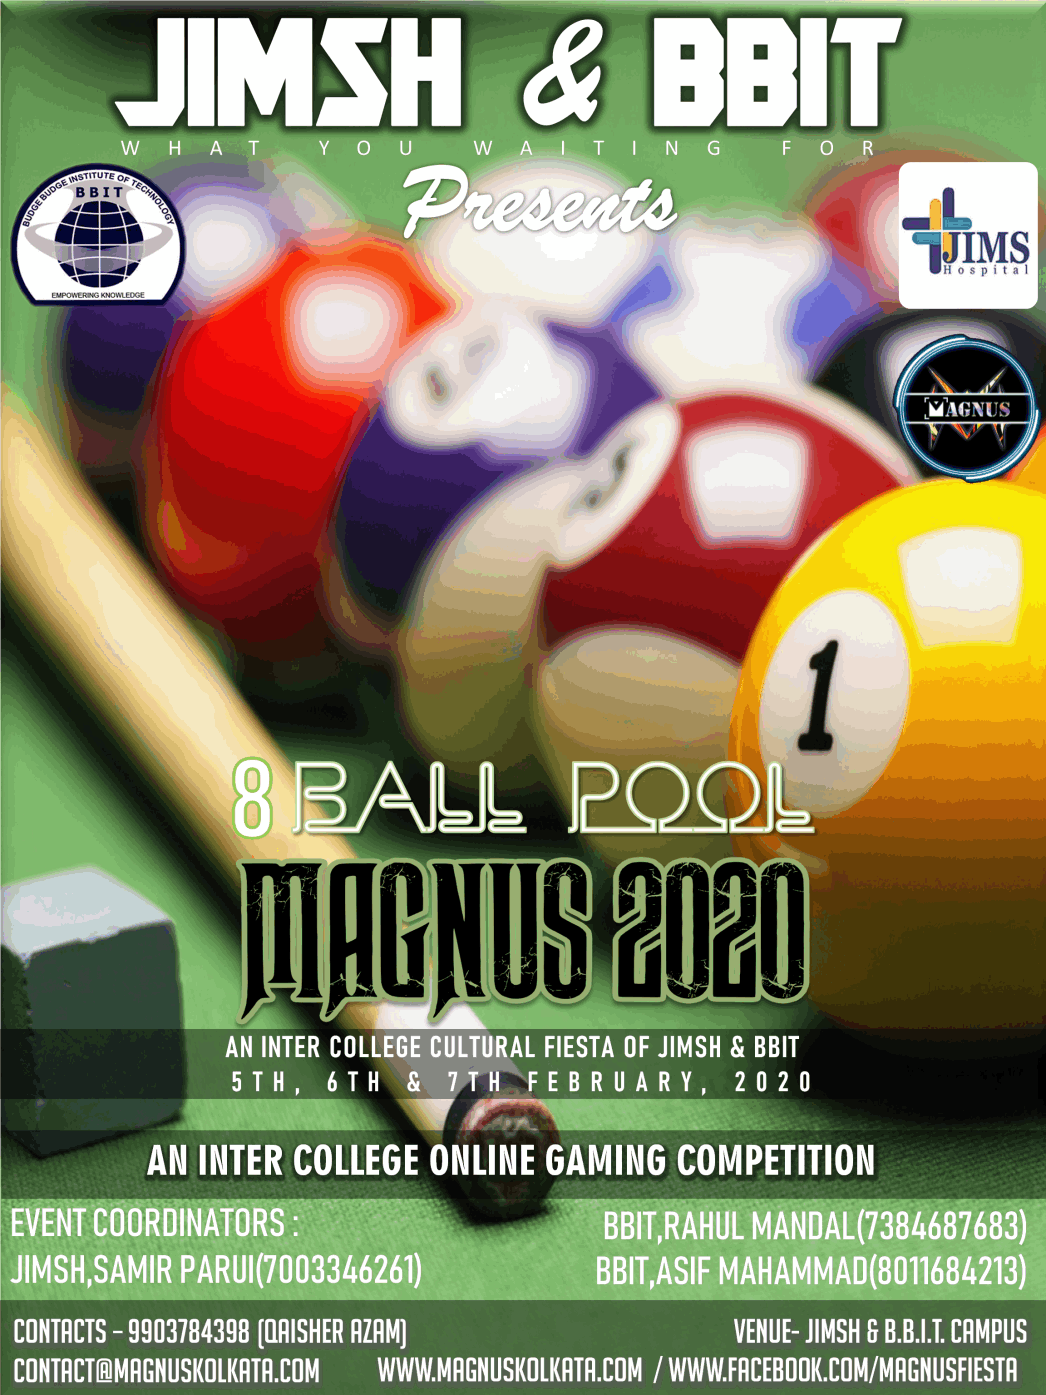 JIMSH & BBIT
WHAT YOU WAITING FOR
Presents
BUDGE BUDGE INSTITUTE OF TECHNOLOGY
BBIT
EMPOWERING KNOWLEDGE
JIMS
Hospital
MAGNUS
1
8 BALL POOL
MAGNUS 2020
AN INTER COLLEGE CULTURAL FIESTA OF JIMSH & BBIT
5TH, 6TH & 7TH FEBRUARY, 2020
AN INTER COLLEGE ONLINE GAMING COMPETITION
EVENT COORDINATORS :
JIMSH,SAMIR PARUI(7003346261)
BBIT,RAHUL MANDAL(7384687683)
BBIT,ASIF MAHAMMAD(8011684213)
CONTACTS - 9903784398 (QAISHER AZAM)
VENUE- JIMSH & B.B.I.T. CAMPUS
CONTACT@MAGNUSKOLKATA.COM
WWW.MAGNUSKOLKATA.COM / WWW.FACEBOOK.COM/MAGNUSFIESTA